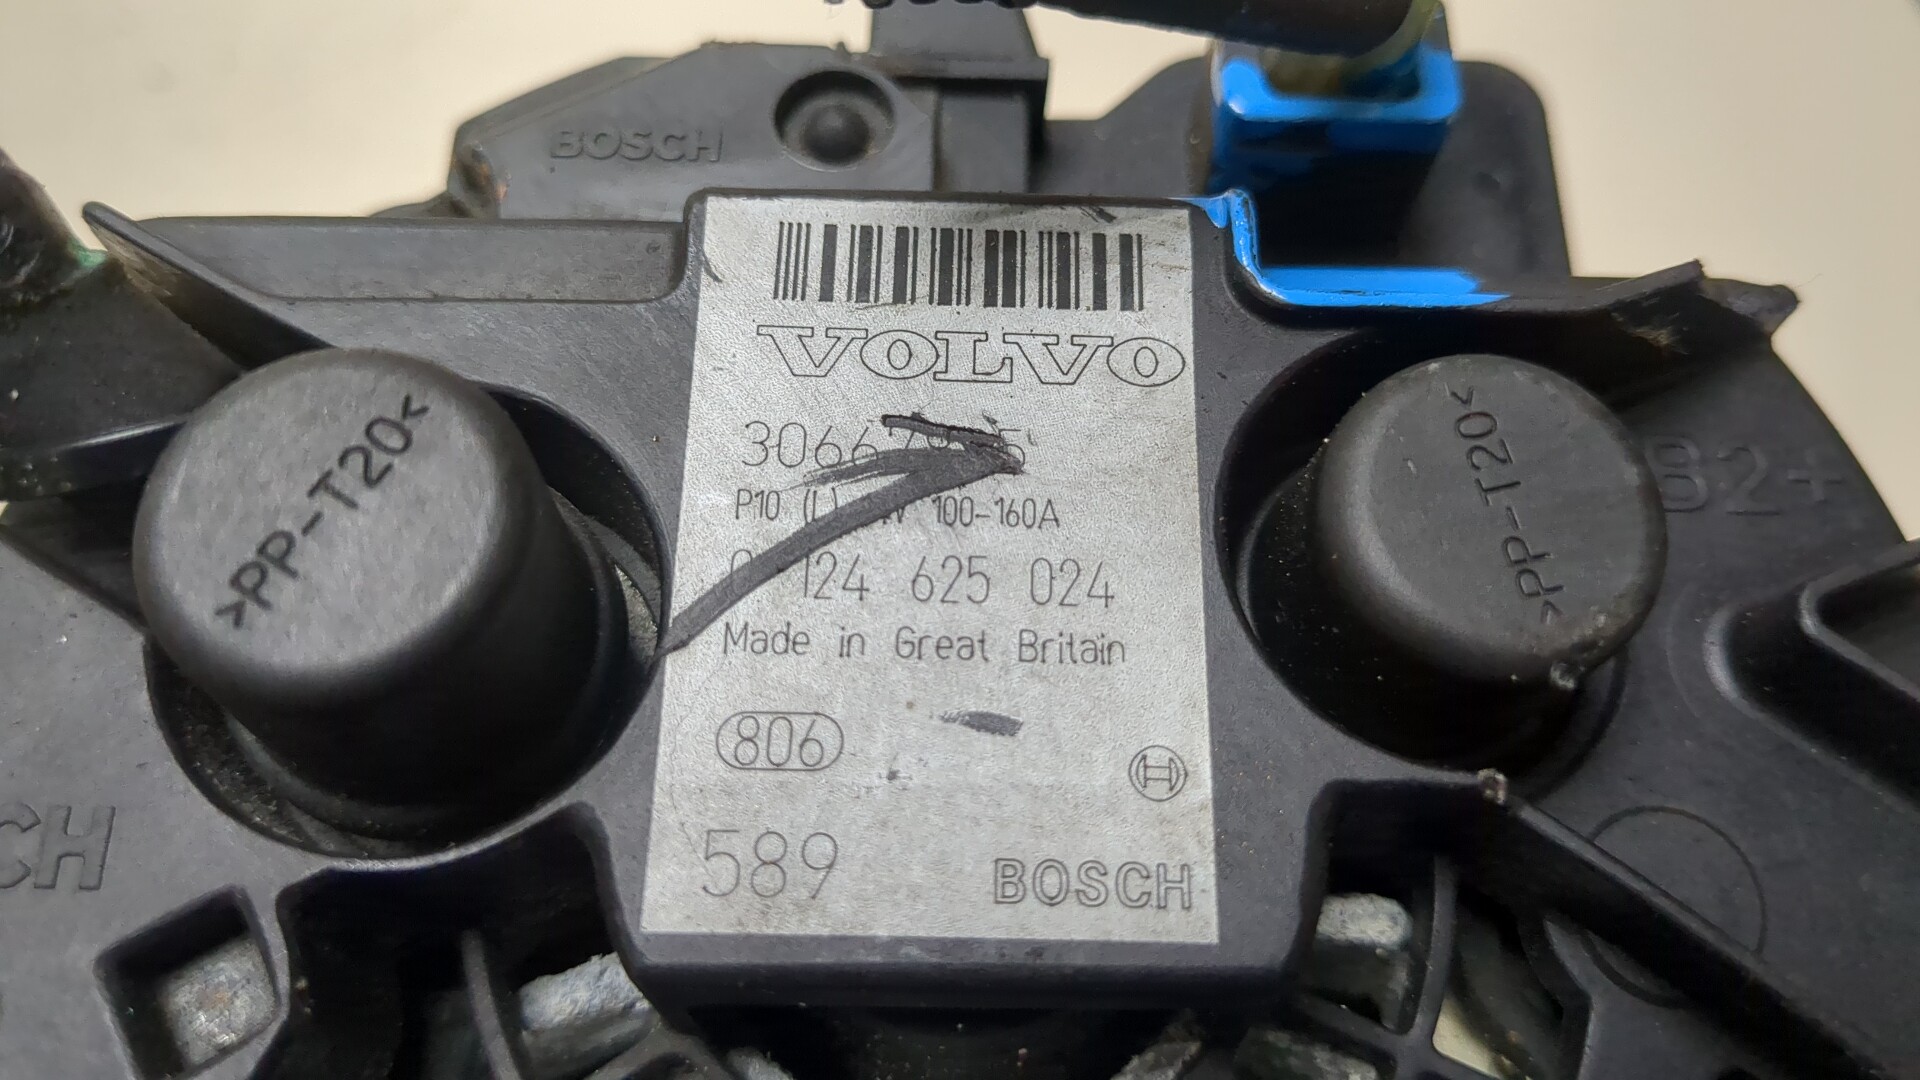 BOSCH
VOLVO
P10 100-160A
124 625 024
Made in Great Britain
806
589 BOSCH
>PP-T20<
>PP-T20<
B2+